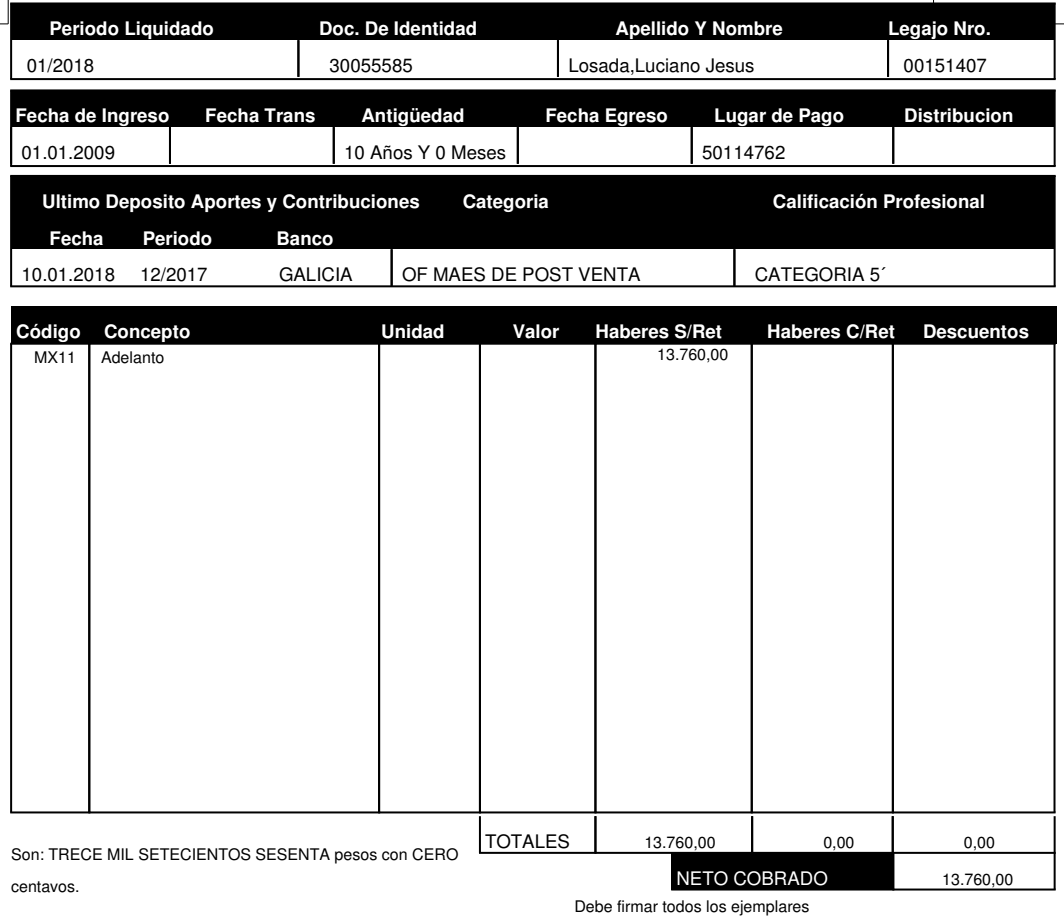 Periodo Liquidado Doc. De Identidad Apellido Y Nombre Legajo Nro.
01/2018 30055585 Losada,Luciano Jesus 00151407
Fecha de Ingreso Fecha Trans Antigüedad Fecha Egreso Lugar de Pago Distribucion
01.01.2009 10 Años Y 0 Meses 50114762
Ultimo Deposito Aportes y Contribuciones Categoria Calificación Profesional
Fecha Periodo Banco
10.01.2018 12/2017 GALICIA OF MAES DE POST VENTA CATEGORIA 5´
Código Concepto Unidad Valor Haberes S/Ret Haberes C/Ret Descuentos
MX11 Adelanto 13.760,00
TOTALES 13.760,00 0,00 0,00
Son: TRECE MIL SETECIENTOS SESENTA pesos con CERO
centavos.
NETO COBRADO 13.760,00
Debe firmar todos los ejemplares